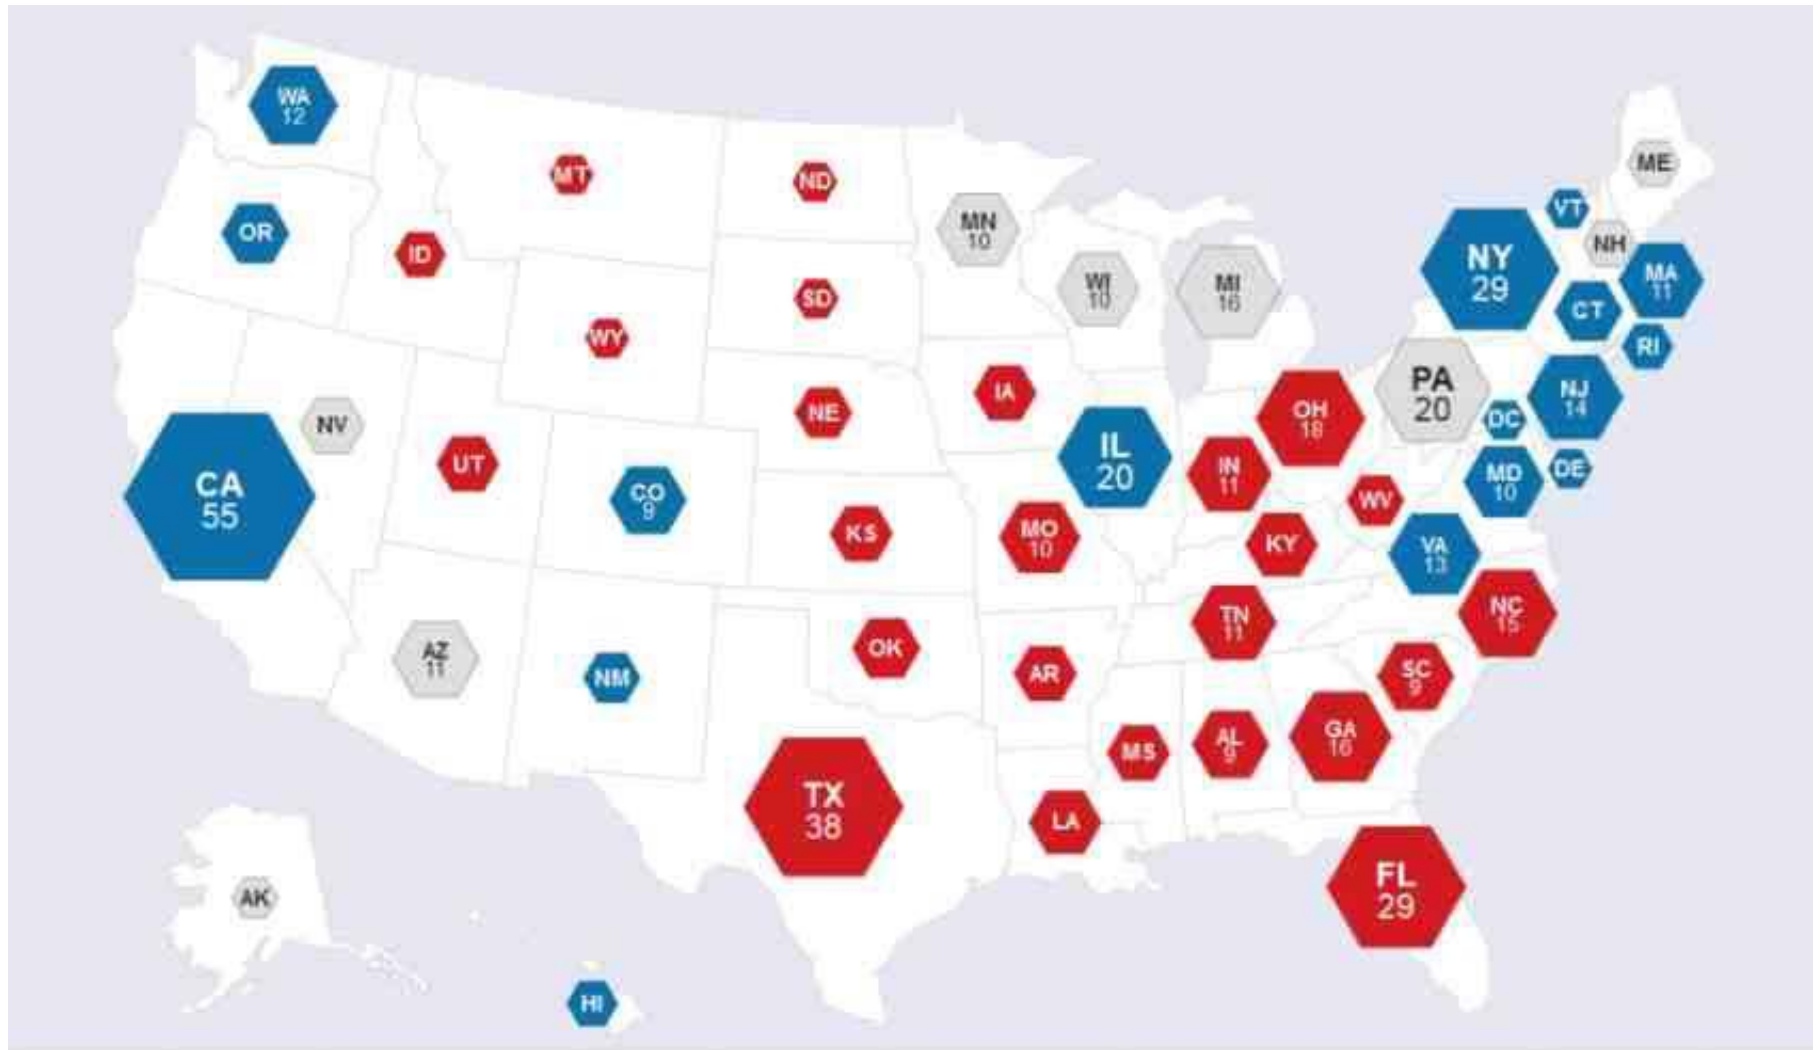 WA
12
ME
MT
ND
VT
MN
10
OR
NH
ID
NY
29
MA
11
WI
10
MI
16
SD
CT
WY
RI
IA
PA
20
NJ
14
NE
OH
18
DC
NV
IL
20
UT
IN
11
DE
MD
10
CA
55
CO
9
WV
KS
MO
10
KY
VA
13
NC
15
TN
11
OK
AZ
11
AR
SC
9
NM
GA
16
AL
9
MS
TX
38
LA
FL
29
AK
HI